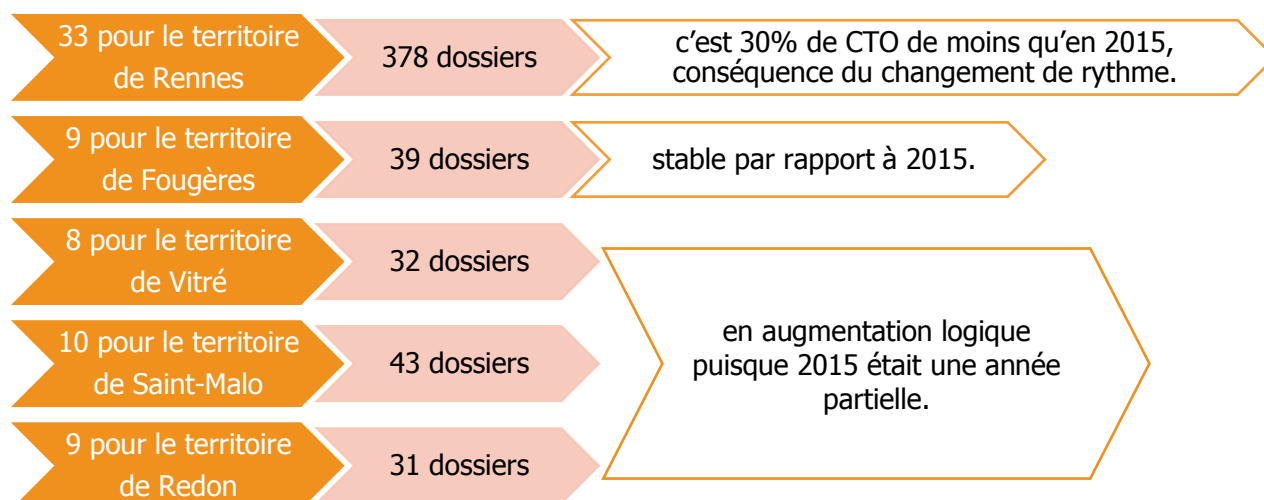 33 pour le territoire
de Rennes
378 dossiers
c’est 30% de CTO de moins qu’en 2015,
conséquence du changement de rythme.
9 pour le territoire
de Fougères
39 dossiers
stable par rapport à 2015.
8 pour le territoire
de Vitré
32 dossiers
10 pour le territoire
de Saint-Malo
43 dossiers
en augmentation logique
puisque 2015 était une année
partielle.
9 pour le territoire
de Redon
31 dossiers